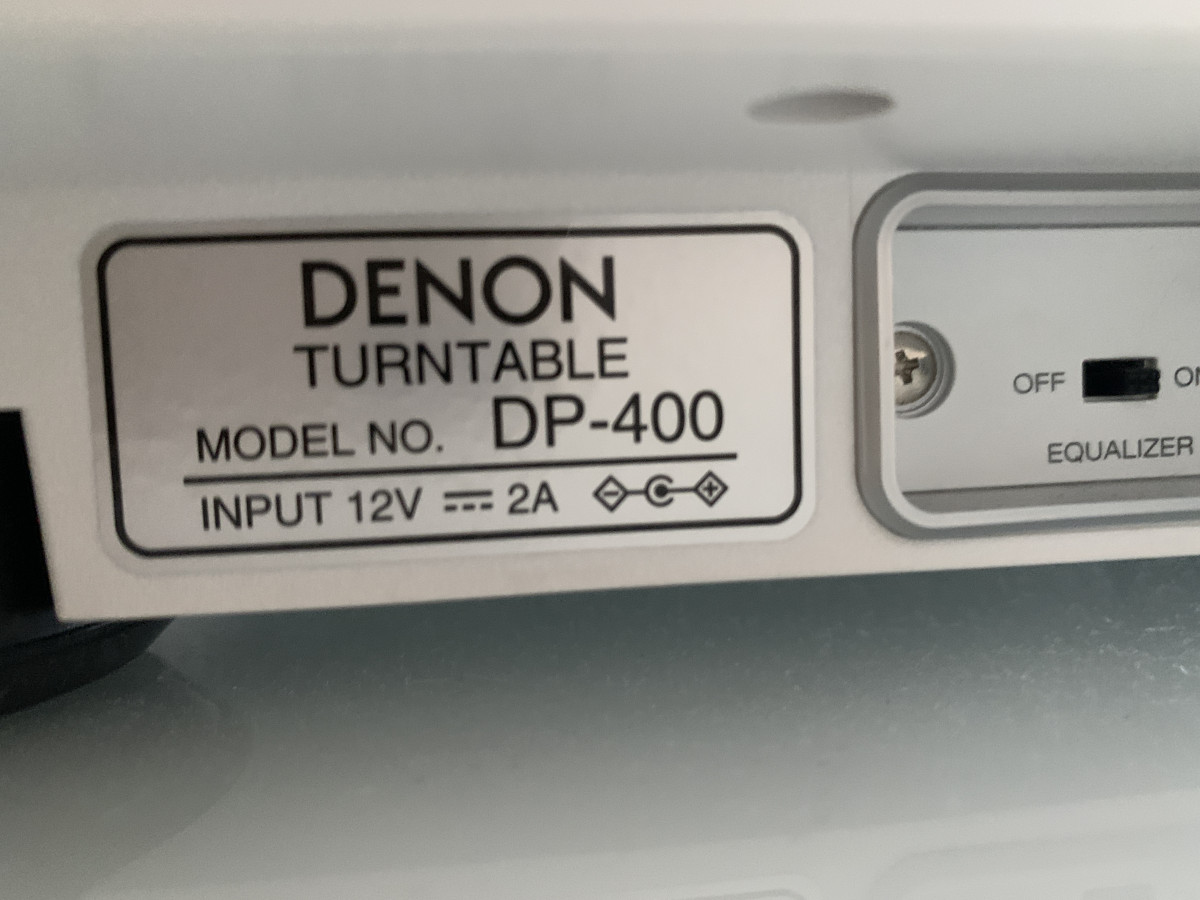 DENON
TURNTABLE
MODEL NO. DP-400
INPUT 12V ⎓ 2A
OFF
EQUALIZER